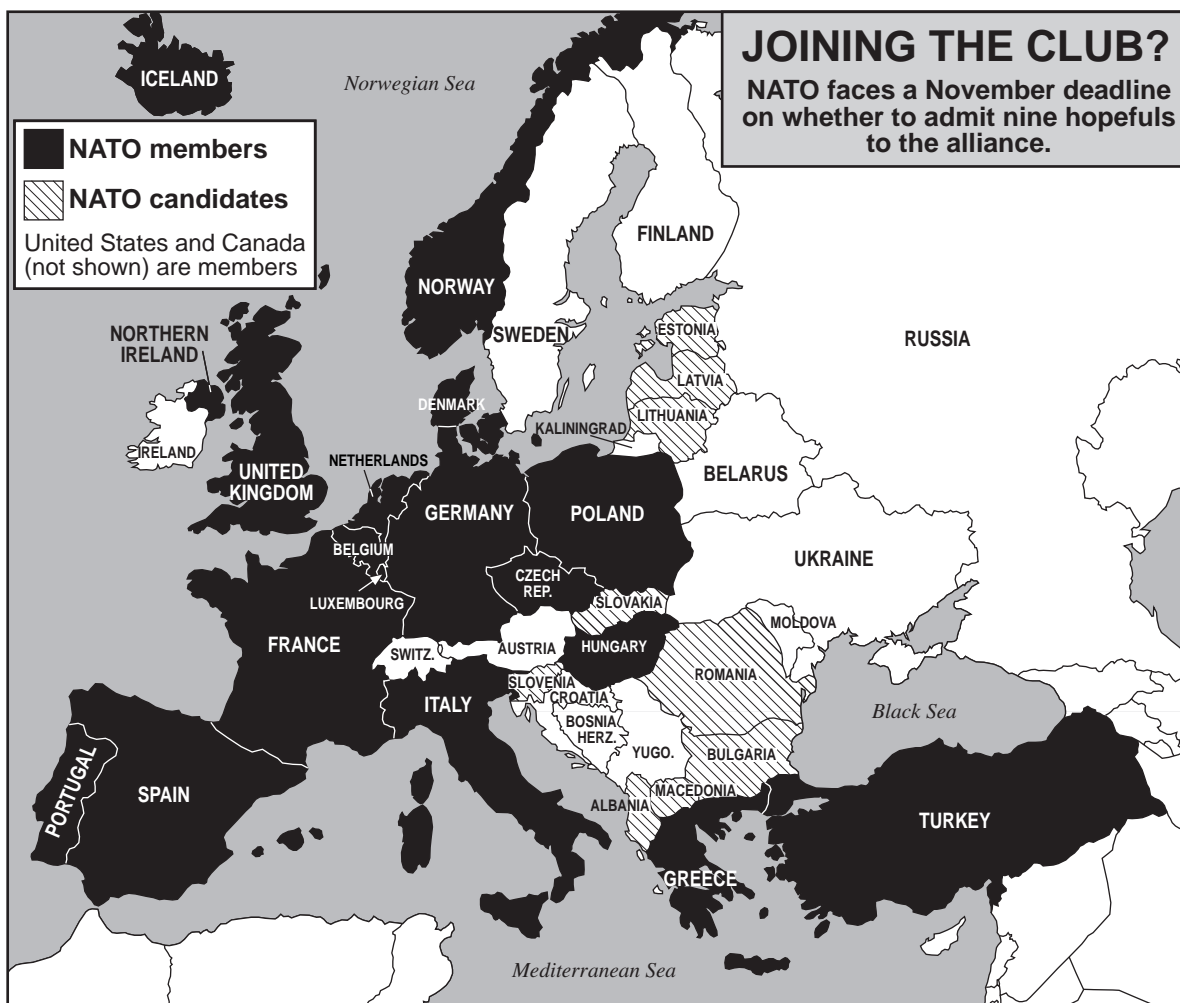 JOINING THE CLUB?
NATO faces a November deadline
on whether to admit nine hopefuls
to the alliance.
ICELAND
Norwegian Sea
NATO members
NATO candidates
United States and Canada
(not shown) are members
FINLAND
NORWAY
SWEDEN
ESTONIA
RUSSIA
NORTHERN
IRELAND
LATVIA
DENMARK
LITHUANIA
KALININGRAD
IRELAND
NETHERLANDS
UNITED
KINGDOM
BELARUS
GERMANY
POLAND
BELGIUM
UKRAINE
CZECH
REP.
LUXEMBOURG
SLOVAKIA
MOLDOVA
FRANCE
SWITZ.
AUSTRIA
HUNGARY
ROMANIA
SLOVENIA
CROATIA
ITALY
BOSNIA
HERZ.
Black Sea
YUGO.
BULGARIA
PORTUGAL
SPAIN
MACEDONIA
ALBANIA
TURKEY
GREECE
Mediterranean Sea